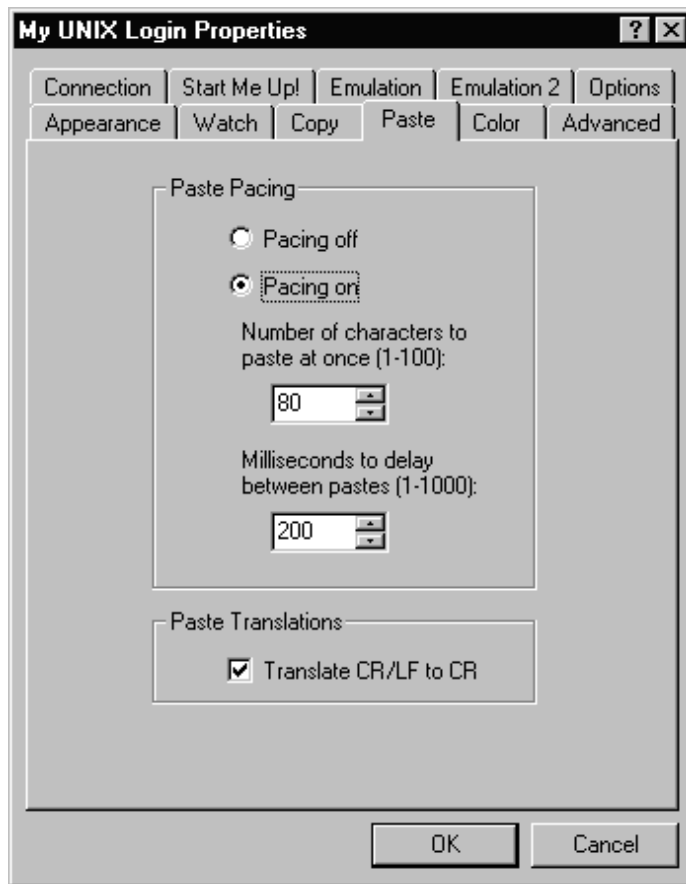 My UNIX Login Properties
Connection Start Me Up! Emulation Emulation 2 Options
Appearance Watch Copy Paste Color Advanced
Paste Pacing
Pacing off
Pacing on
Number of characters to
paste at once (1-100):
80
Milliseconds to delay
between pastes (1-1000):
200
Paste Translations
Translate CR/LF to CR
OK Cancel